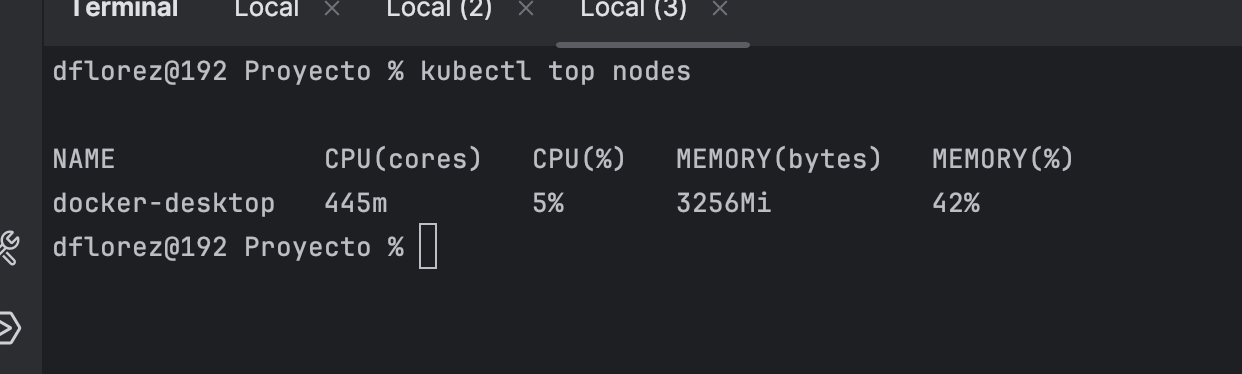 Terminal Local × Local (2) × Local (3) ×
dflorez@192 Proyecto % kubectl top nodes
NAME CPU(cores) CPU(%) MEMORY(bytes) MEMORY(%)
docker-desktop 445m 5% 3256Mi 42%
dflorez@192 Proyecto %